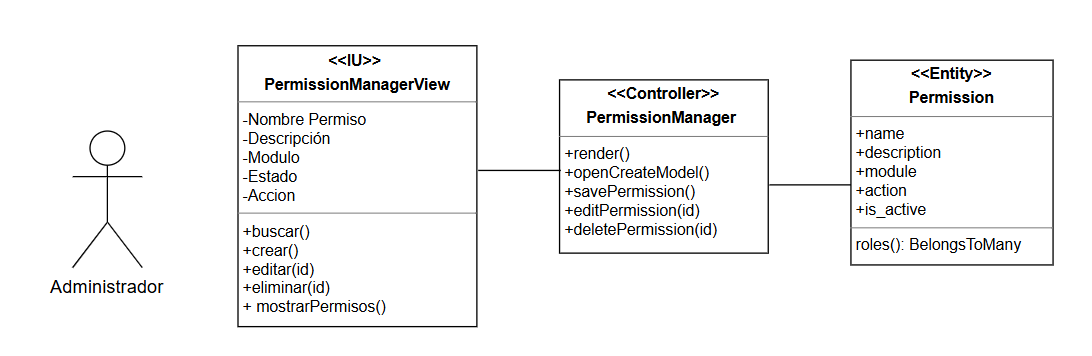 Administrador
<<IU>>
PermissionManagerView
-Nombre Permiso
-Descripción
-Modulo
-Estado
-Accion
+buscar()
+crear()
+editar(id)
+eliminar(id)
+ mostrarPermisos()
<<Controller>>
PermissionManager
+render()
+openCreateModel()
+savePermission()
+editPermission(id)
+deletePermission(id)
<<Entity>>
Permission
+name
+description
+module
+action
+is_active
roles(): BelongsToMany